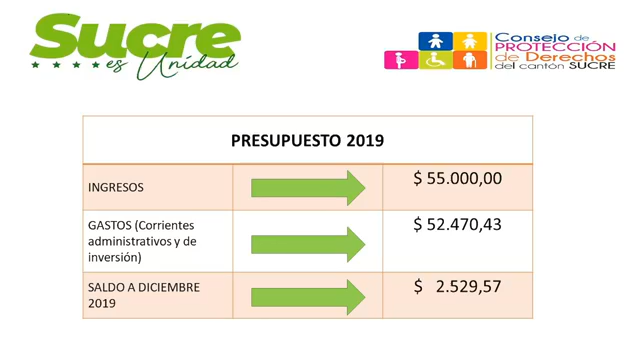 Sucre
es Unidad
Consejo de
PROTECCIÓN
de Derechos
del cantón SUCRE
PRESUPUESTO 2019
INGRESOS
$ 55.000,00
GASTOS (Corrientes
administrativos y de
inversión)
$ 52.470,43
SALDO A DICIEMBRE
2019
$ 2.529,57